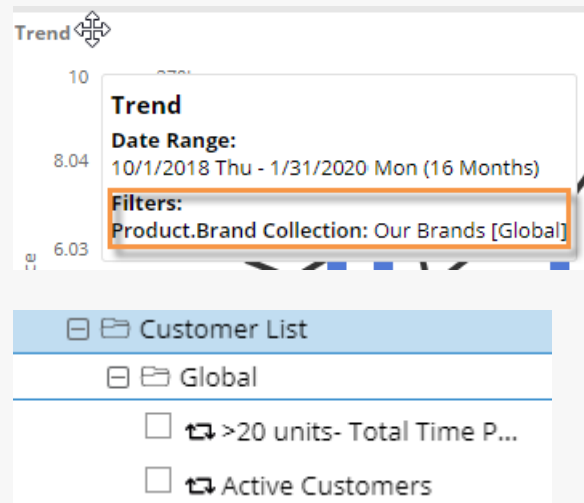 Trend
10
Trend
Date Range:
8.04
10/1/2018 Thu - 1/31/2020 Mon (16 Months)
Filters:
Product.Brand Collection: Our Brands [Global]
6.03
Customer List
Global
>20 units- Total Time P...
Active Customers